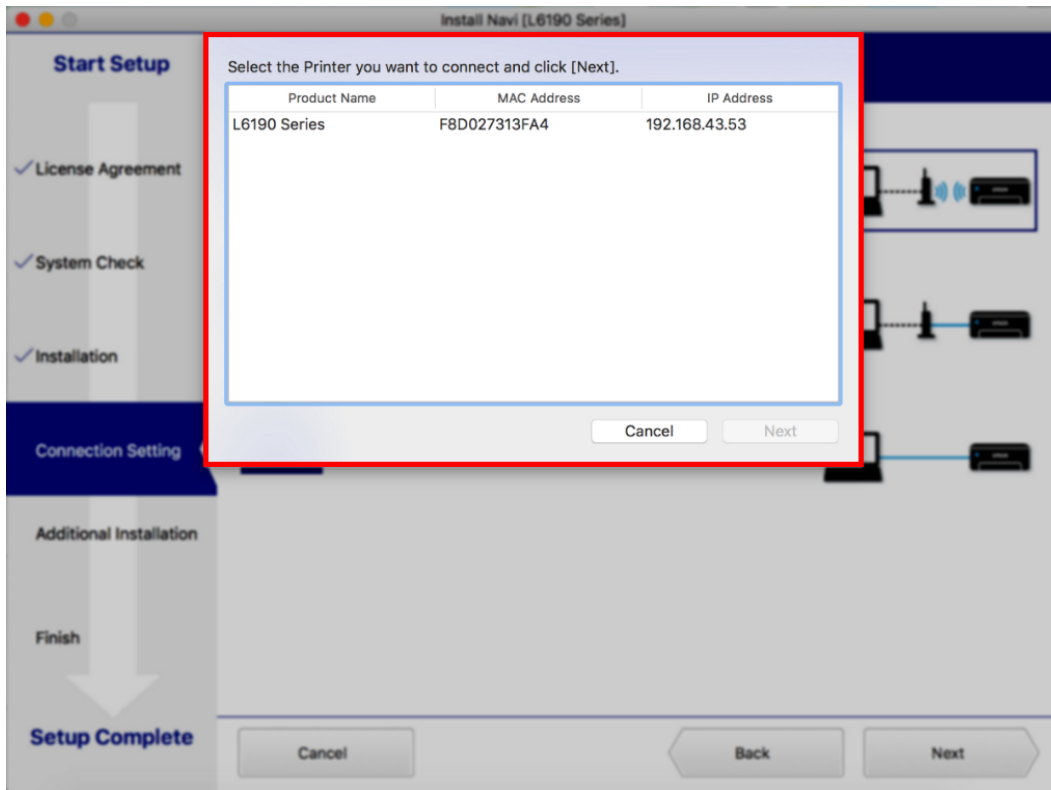 Install Navi [L6190 Series]
Start Setup
License Agreement
System Check
Installation
Connection Setting
Additional Installation
Finish
Setup Complete
Select the Printer you want to connect and click [Next].
Product Name MAC Address IP Address
L6190 Series F8D027313FA4 192.168.43.53
Cancel Next
Cancel Back Next